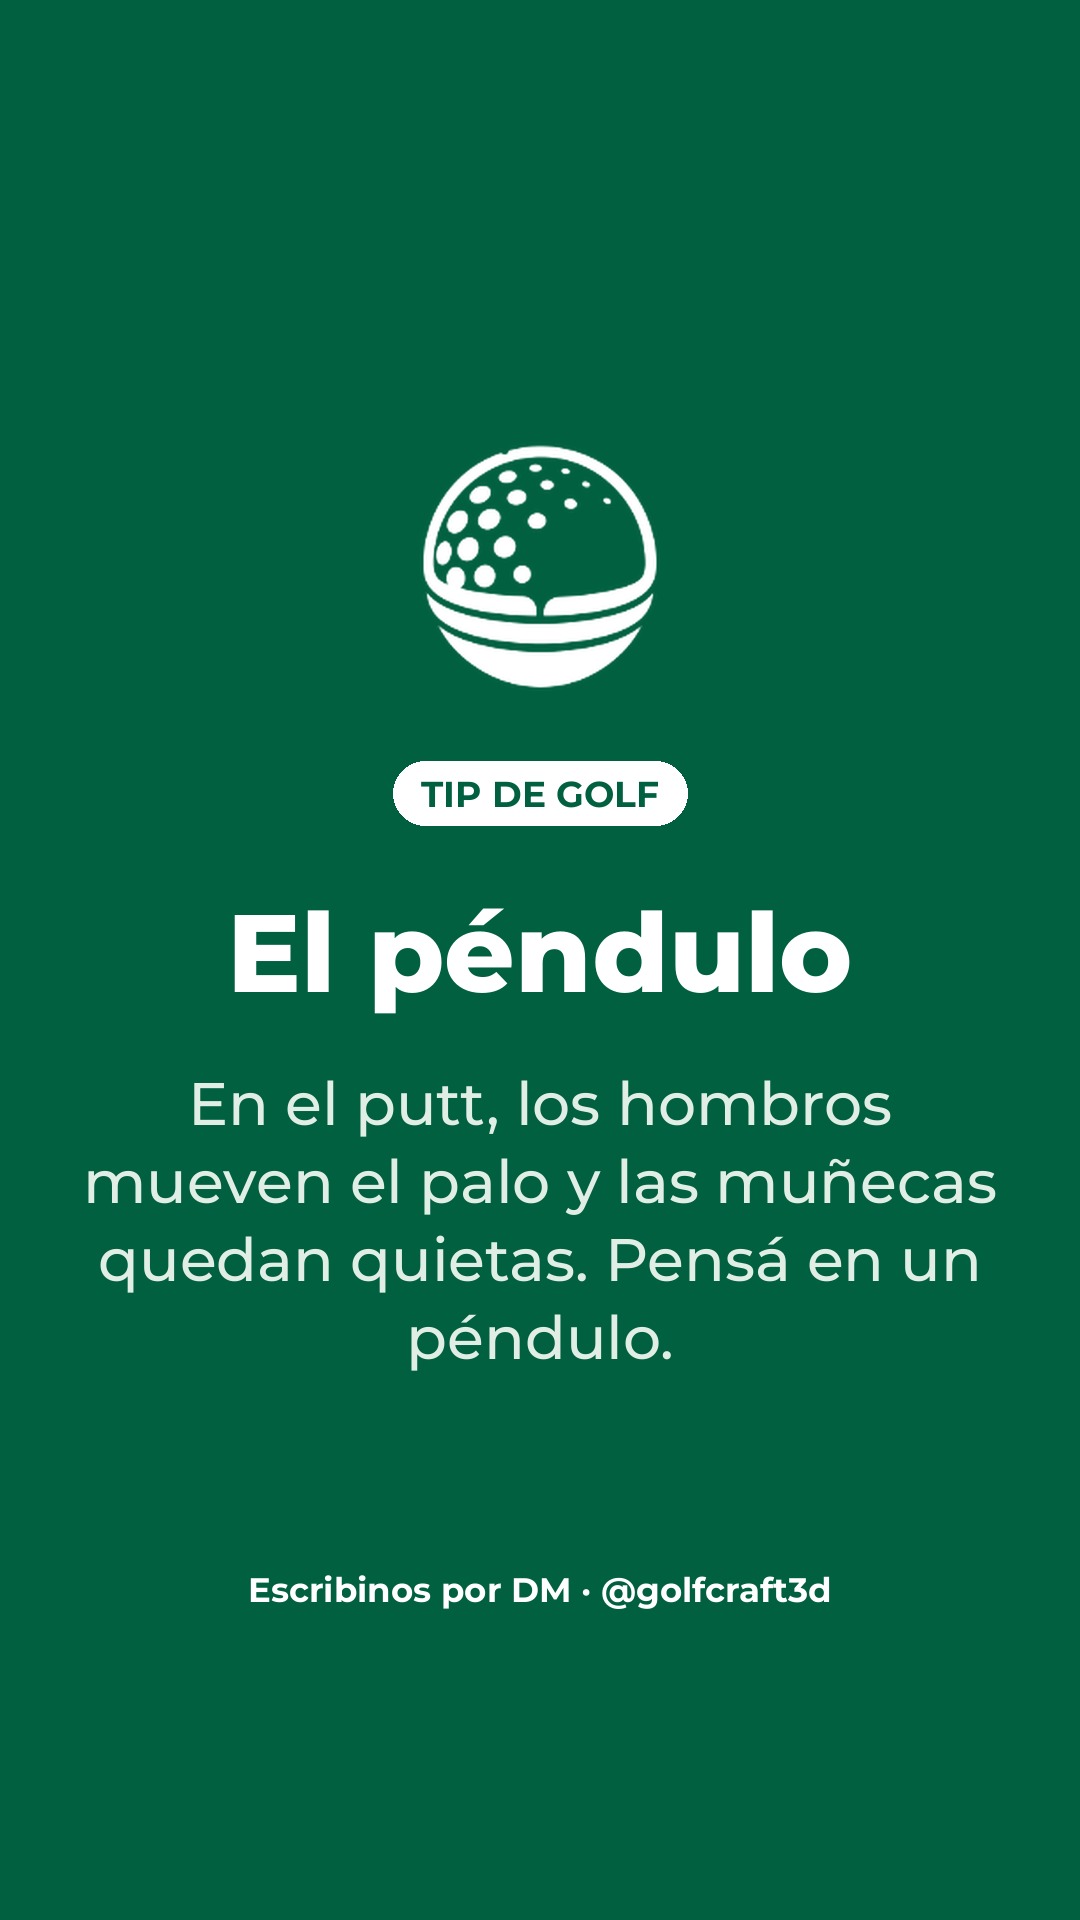 TIP DE GOLF
El péndulo
En el putt, los hombros
mueven el palo y las muñecas
quedan quietas. Pensá en un
péndulo.
Escribinos por DM · @golfcraft3d